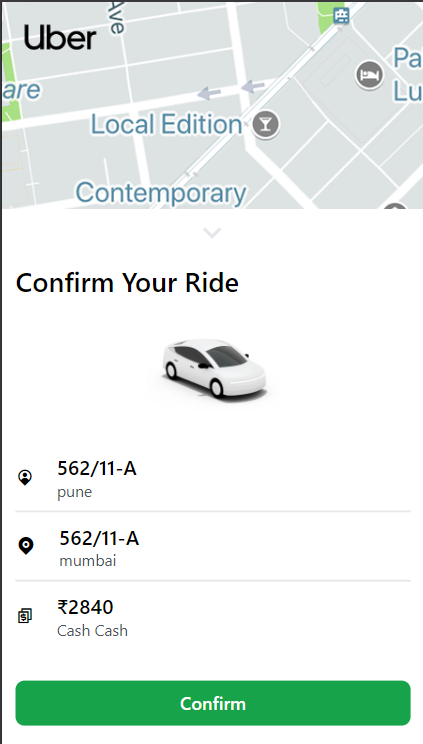 Uber
Ave
Pa
Lu
are
Local Edition
Contemporary
Confirm Your Ride
562/11-A
pune
562/11-A
mumbai
₹2840
Cash Cash
Confirm